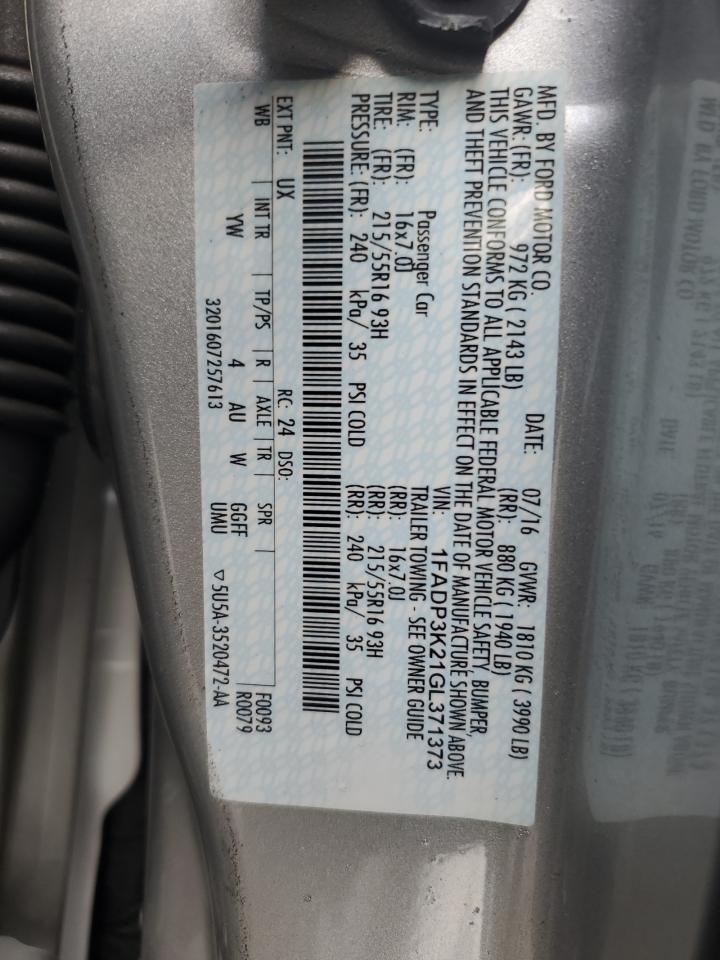 MFD. BY FORD MOTOR CO.
DATE: 07/16 GVWR: 1810 KG ( 3990 LB)
GAWR: (FR): 972 KG ( 2143 LB) (RR): 880 KG ( 1940 LB)
THIS VEHICLE CONFORMS TO ALL APPLICABLE FEDERAL MOTOR VEHICLE SAFETY, BUMPER,
AND THEFT PREVENTION STANDARDS IN EFFECT ON THE DATE OF MANUFACTURE SHOWN ABOVE.
VIN: 1FADP3K21GL371373
TYPE: Passenger Car TRAILER TOWING - SEE OWNER GUIDE
RIM: (FR): 16x7.0J (RR): 16x7.0J
TIRE: (FR): 215/55R16 93H (RR): 215/55R16 93H
PRESSURE: (FR): 240 kPa/ 35 PSI COLD (RR): 240 kPa/ 35 PSI COLD
EXT PNT: UX RC: 24 DSO: F0093
WB INT TR TP/PS R AXLE TR SPR R0079
YW 4 AU W GGFF
UMU
3201607257613 ▽ 5U5A-3520472-AA